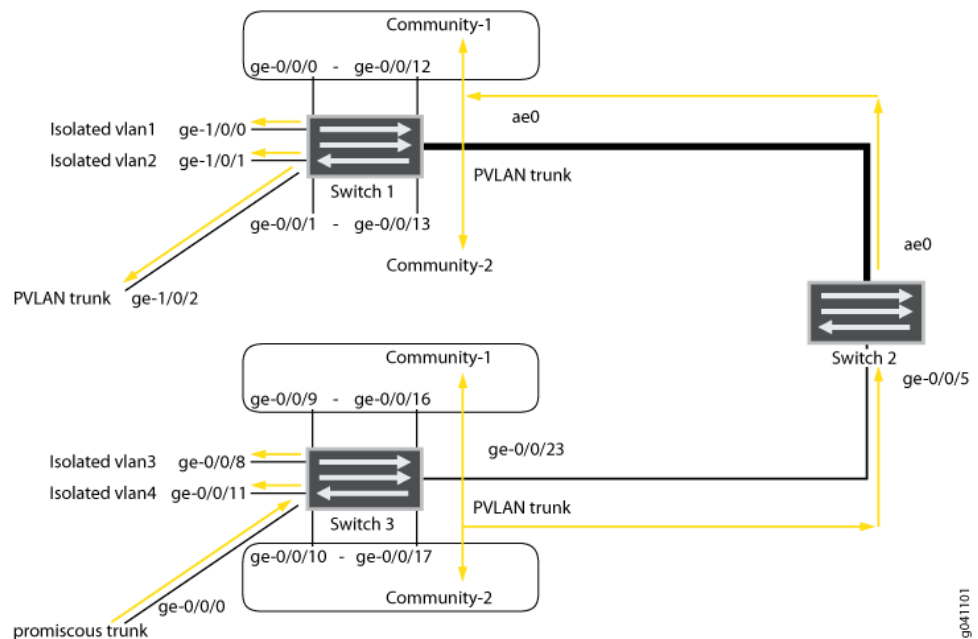 Community-1
ge-0/0/0 - ge-0/0/12
Isolated vlan1 ge-1/0/0
ae0
Isolated vlan2 ge-1/0/1
PVLAN trunk
Switch 1
ge-0/0/1 - ge-0/0/13
ae0
Community-2
PVLAN trunk ge-1/0/2
Switch 2
Community-1
ge-0/0/5
ge-0/0/9 - ge-0/0/16
ge-0/0/23
Isolated vlan3 ge-0/0/8
Isolated vlan4 ge-0/0/11
PVLAN trunk
Switch 3
ge-0/0/10 - ge-0/0/17
Community-2
ge-0/0/0
promiscous trunk
g041101